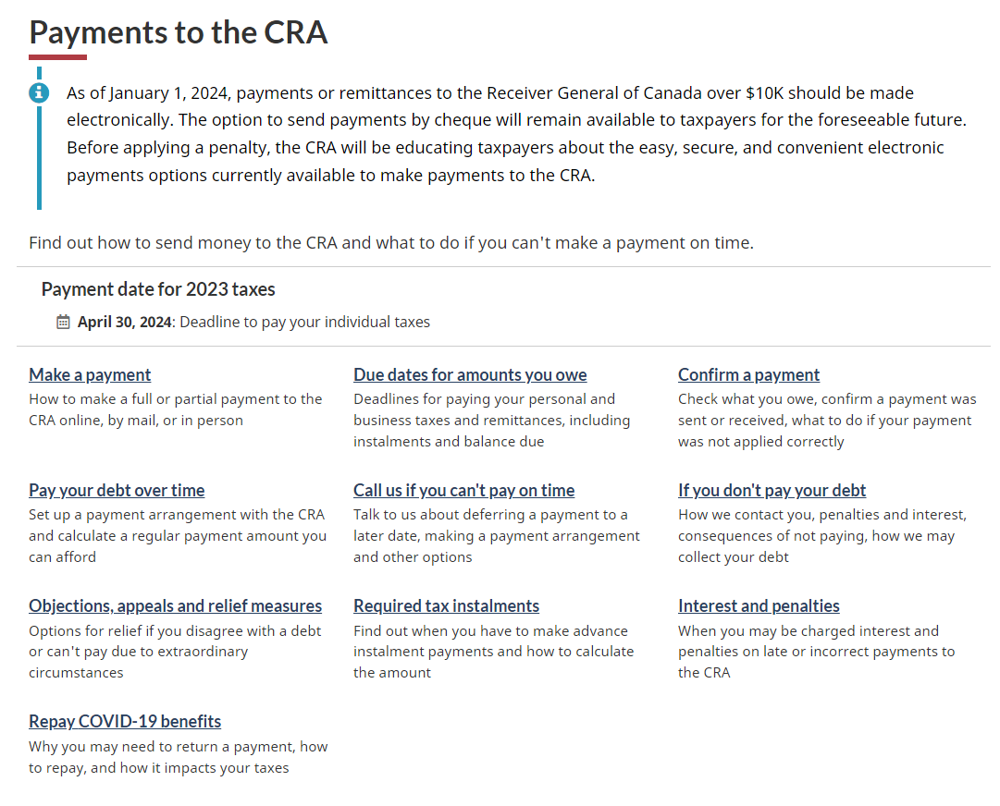 Payments to the CRA
As of January 1, 2024, payments or remittances to the Receiver General of Canada over $10K should be made
electronically. The option to send payments by cheque will remain available to taxpayers for the foreseeable future.
Before applying a penalty, the CRA will be educating taxpayers about the easy, secure, and convenient electronic
payments options currently available to make payments to the CRA.
Find out how to send money to the CRA and what to do if you can't make a payment on time.
Payment date for 2023 taxes
April 30, 2024: Deadline to pay your individual taxes
Make a payment
How to make a full or partial payment to the
CRA online, by mail, or in person
Due dates for amounts you owe
Deadlines for paying your personal and
business taxes and remittances, including
instalments and balance due
Confirm a payment
Check what you owe, confirm a payment was
sent or received, what to do if your payment
was not applied correctly
Pay your debt over time
Set up a payment arrangement with the CRA
and calculate a regular payment amount you
can afford
Call us if you can't pay on time
Talk to us about deferring a payment to a
later date, making a payment arrangement
and other options
If you don't pay your debt
How we contact you, penalties and interest,
consequences of not paying, how we may
collect your debt
Objections, appeals and relief measures
Options for relief if you disagree with a debt
or can't pay due to extraordinary
circumstances
Required tax instalments
Find out when you have to make advance
instalment payments and how to calculate
the amount
Interest and penalties
When you may be charged interest and
penalties on late or incorrect payments to
the CRA
Repay COVID-19 benefits
Why you may need to return a payment, how
to repay, and how it impacts your taxes